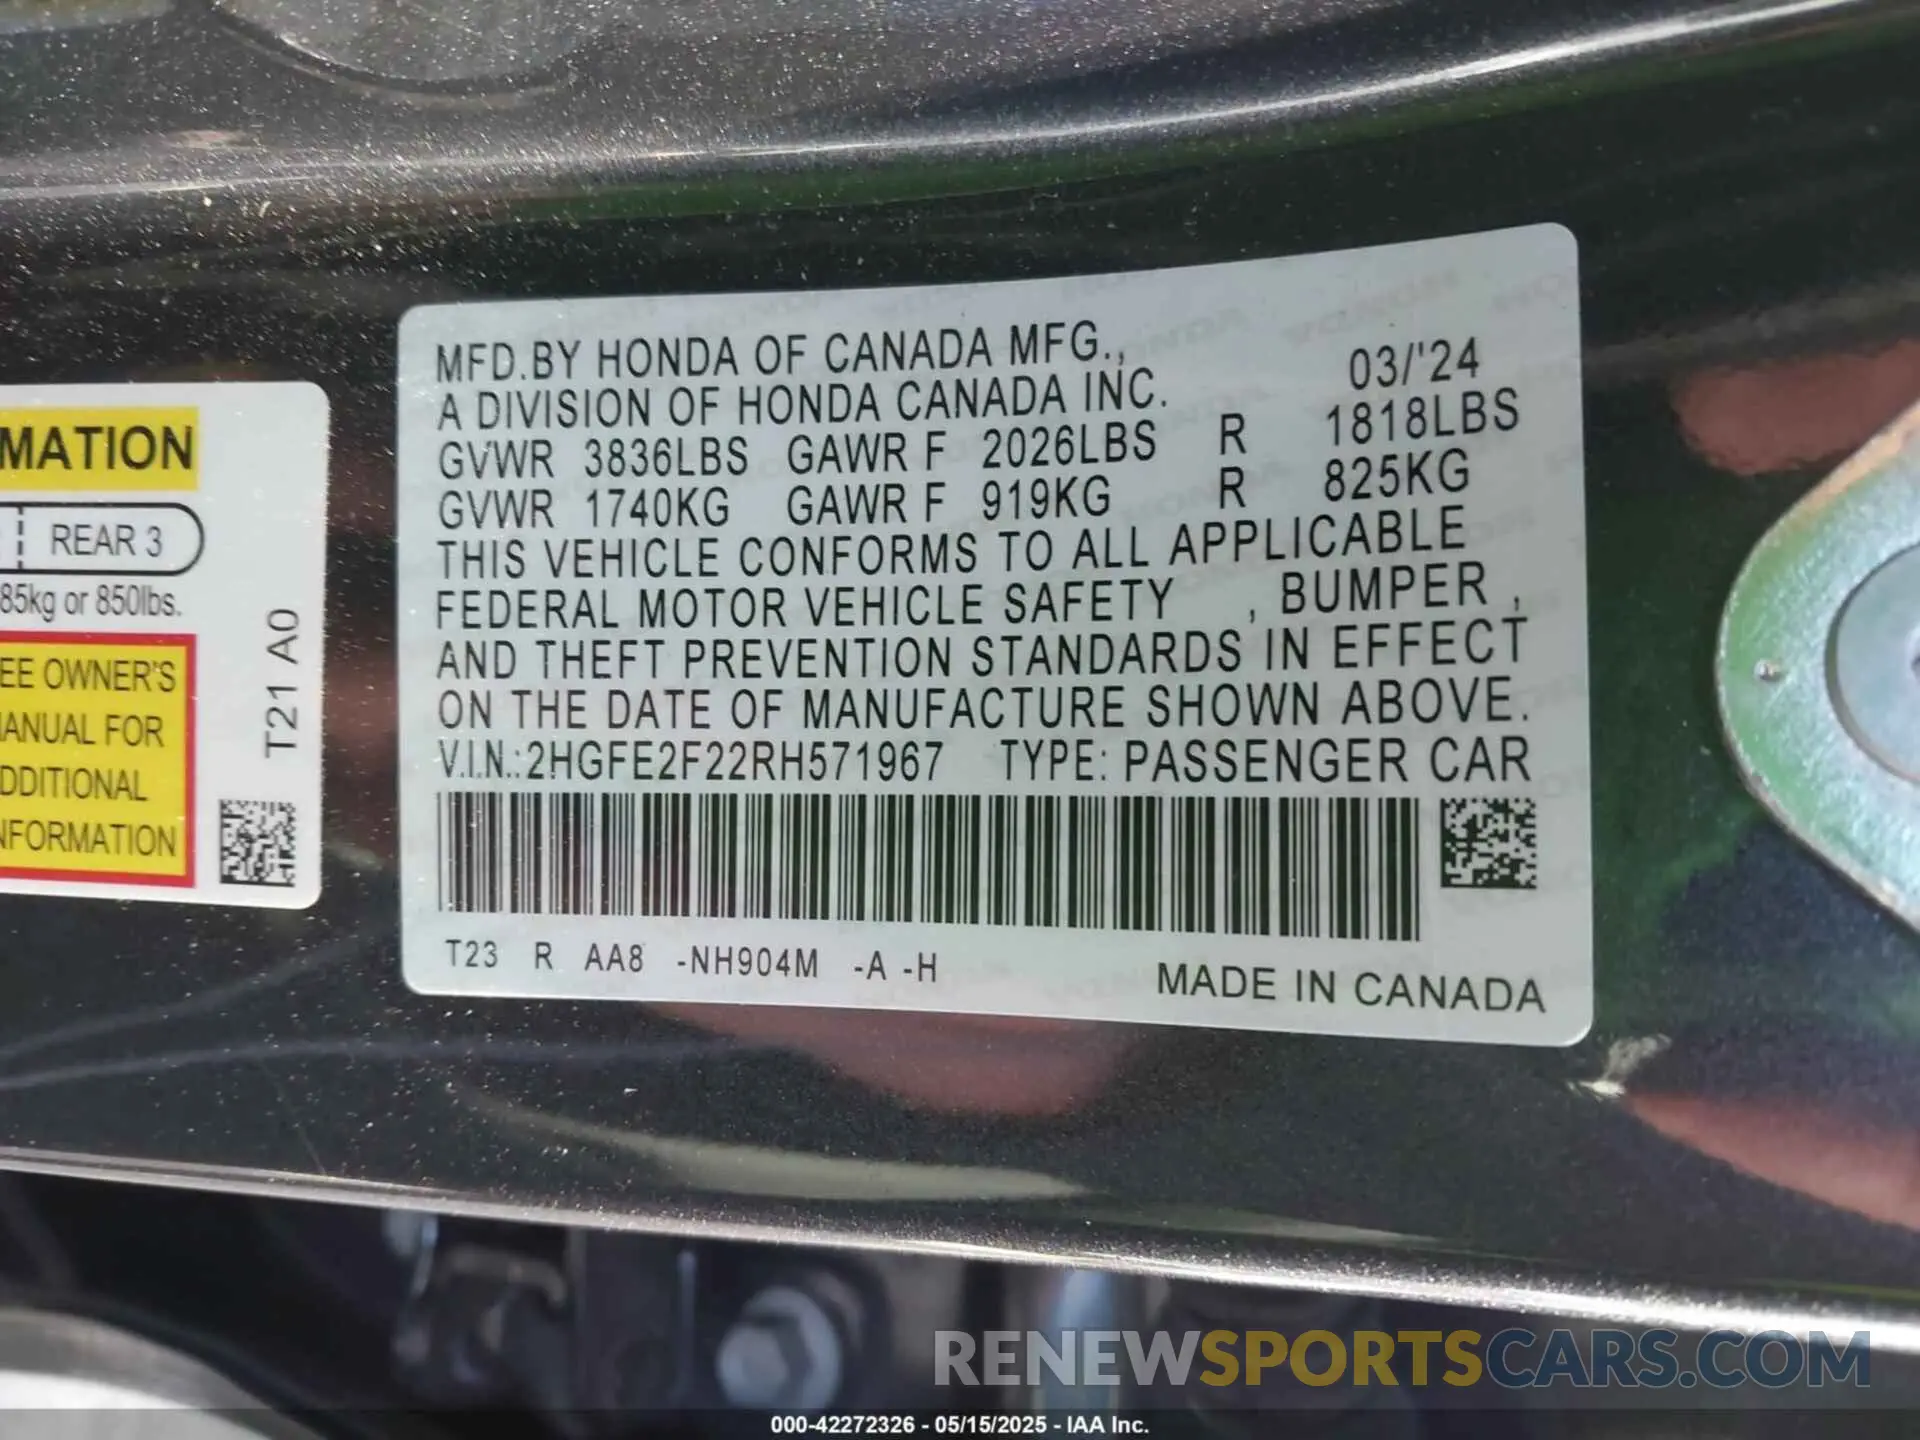 MATION
REAR 3
85kg or 850lbs.
EE OWNER'S
ANUAL FOR
DDITIONAL
NFORMATION
T21 A0
MFD.BY HONDA OF CANADA MFG.,
A DIVISION OF HONDA CANADA INC. 03/'24
GVWR 3836LBS GAWR F 2026LBS R 1818LBS
GVWR 1740KG GAWR F 919KG R 825KG
THIS VEHICLE CONFORMS TO ALL APPLICABLE
FEDERAL MOTOR VEHICLE SAFETY , BUMPER ,
AND THEFT PREVENTION STANDARDS IN EFFECT
ON THE DATE OF MANUFACTURE SHOWN ABOVE.
V.I.N.:2HGFE2F22RH571967 TYPE: PASSENGER CAR
T23 R AA8 -NH904M -A -H
MADE IN CANADA
RENEWSPORTSCARS.COM
000-42272326 - 05/15/2025 - IAA Inc.